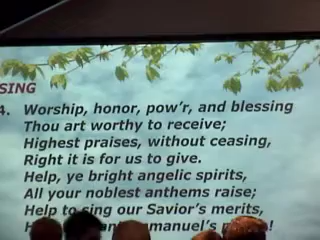 SING
4. Worship, honor, pow'r, and blessing
Thou art worthy to receive;
Highest praises, without ceasing,
Right it is for us to give.
Help, ye bright angelic spirits,
All your noblest anthems raise;
Help to sing our Savior's merits,